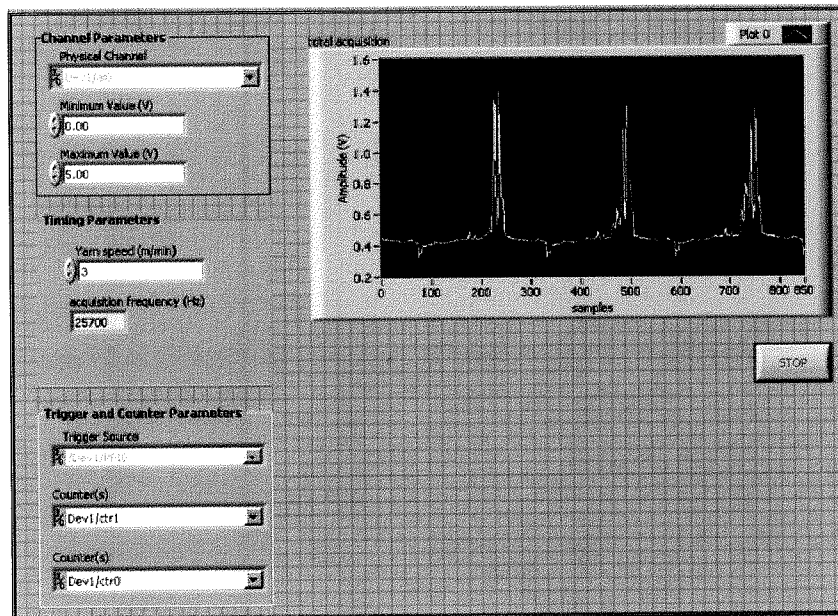 Channel Parameters
Physical Channel
Minimum Value (V)
0.00
Maximum Value (V)
5.00
Timing Parameters
Yarn speed (m/min)
3
acquisition frequency (Hz)
25700
Trigger and Counter Parameters
Trigger Source
Counter(s)
Dev1/ctr1
Counter(s)
Dev1/ctr0
total acquisition
Plot 0
1.6
1.4
1.2
1.0
0.8
0.6
0.4
0.2
Amplitude (V)
0 100 200 300 400 500 600 700 800 850
samples
STOP